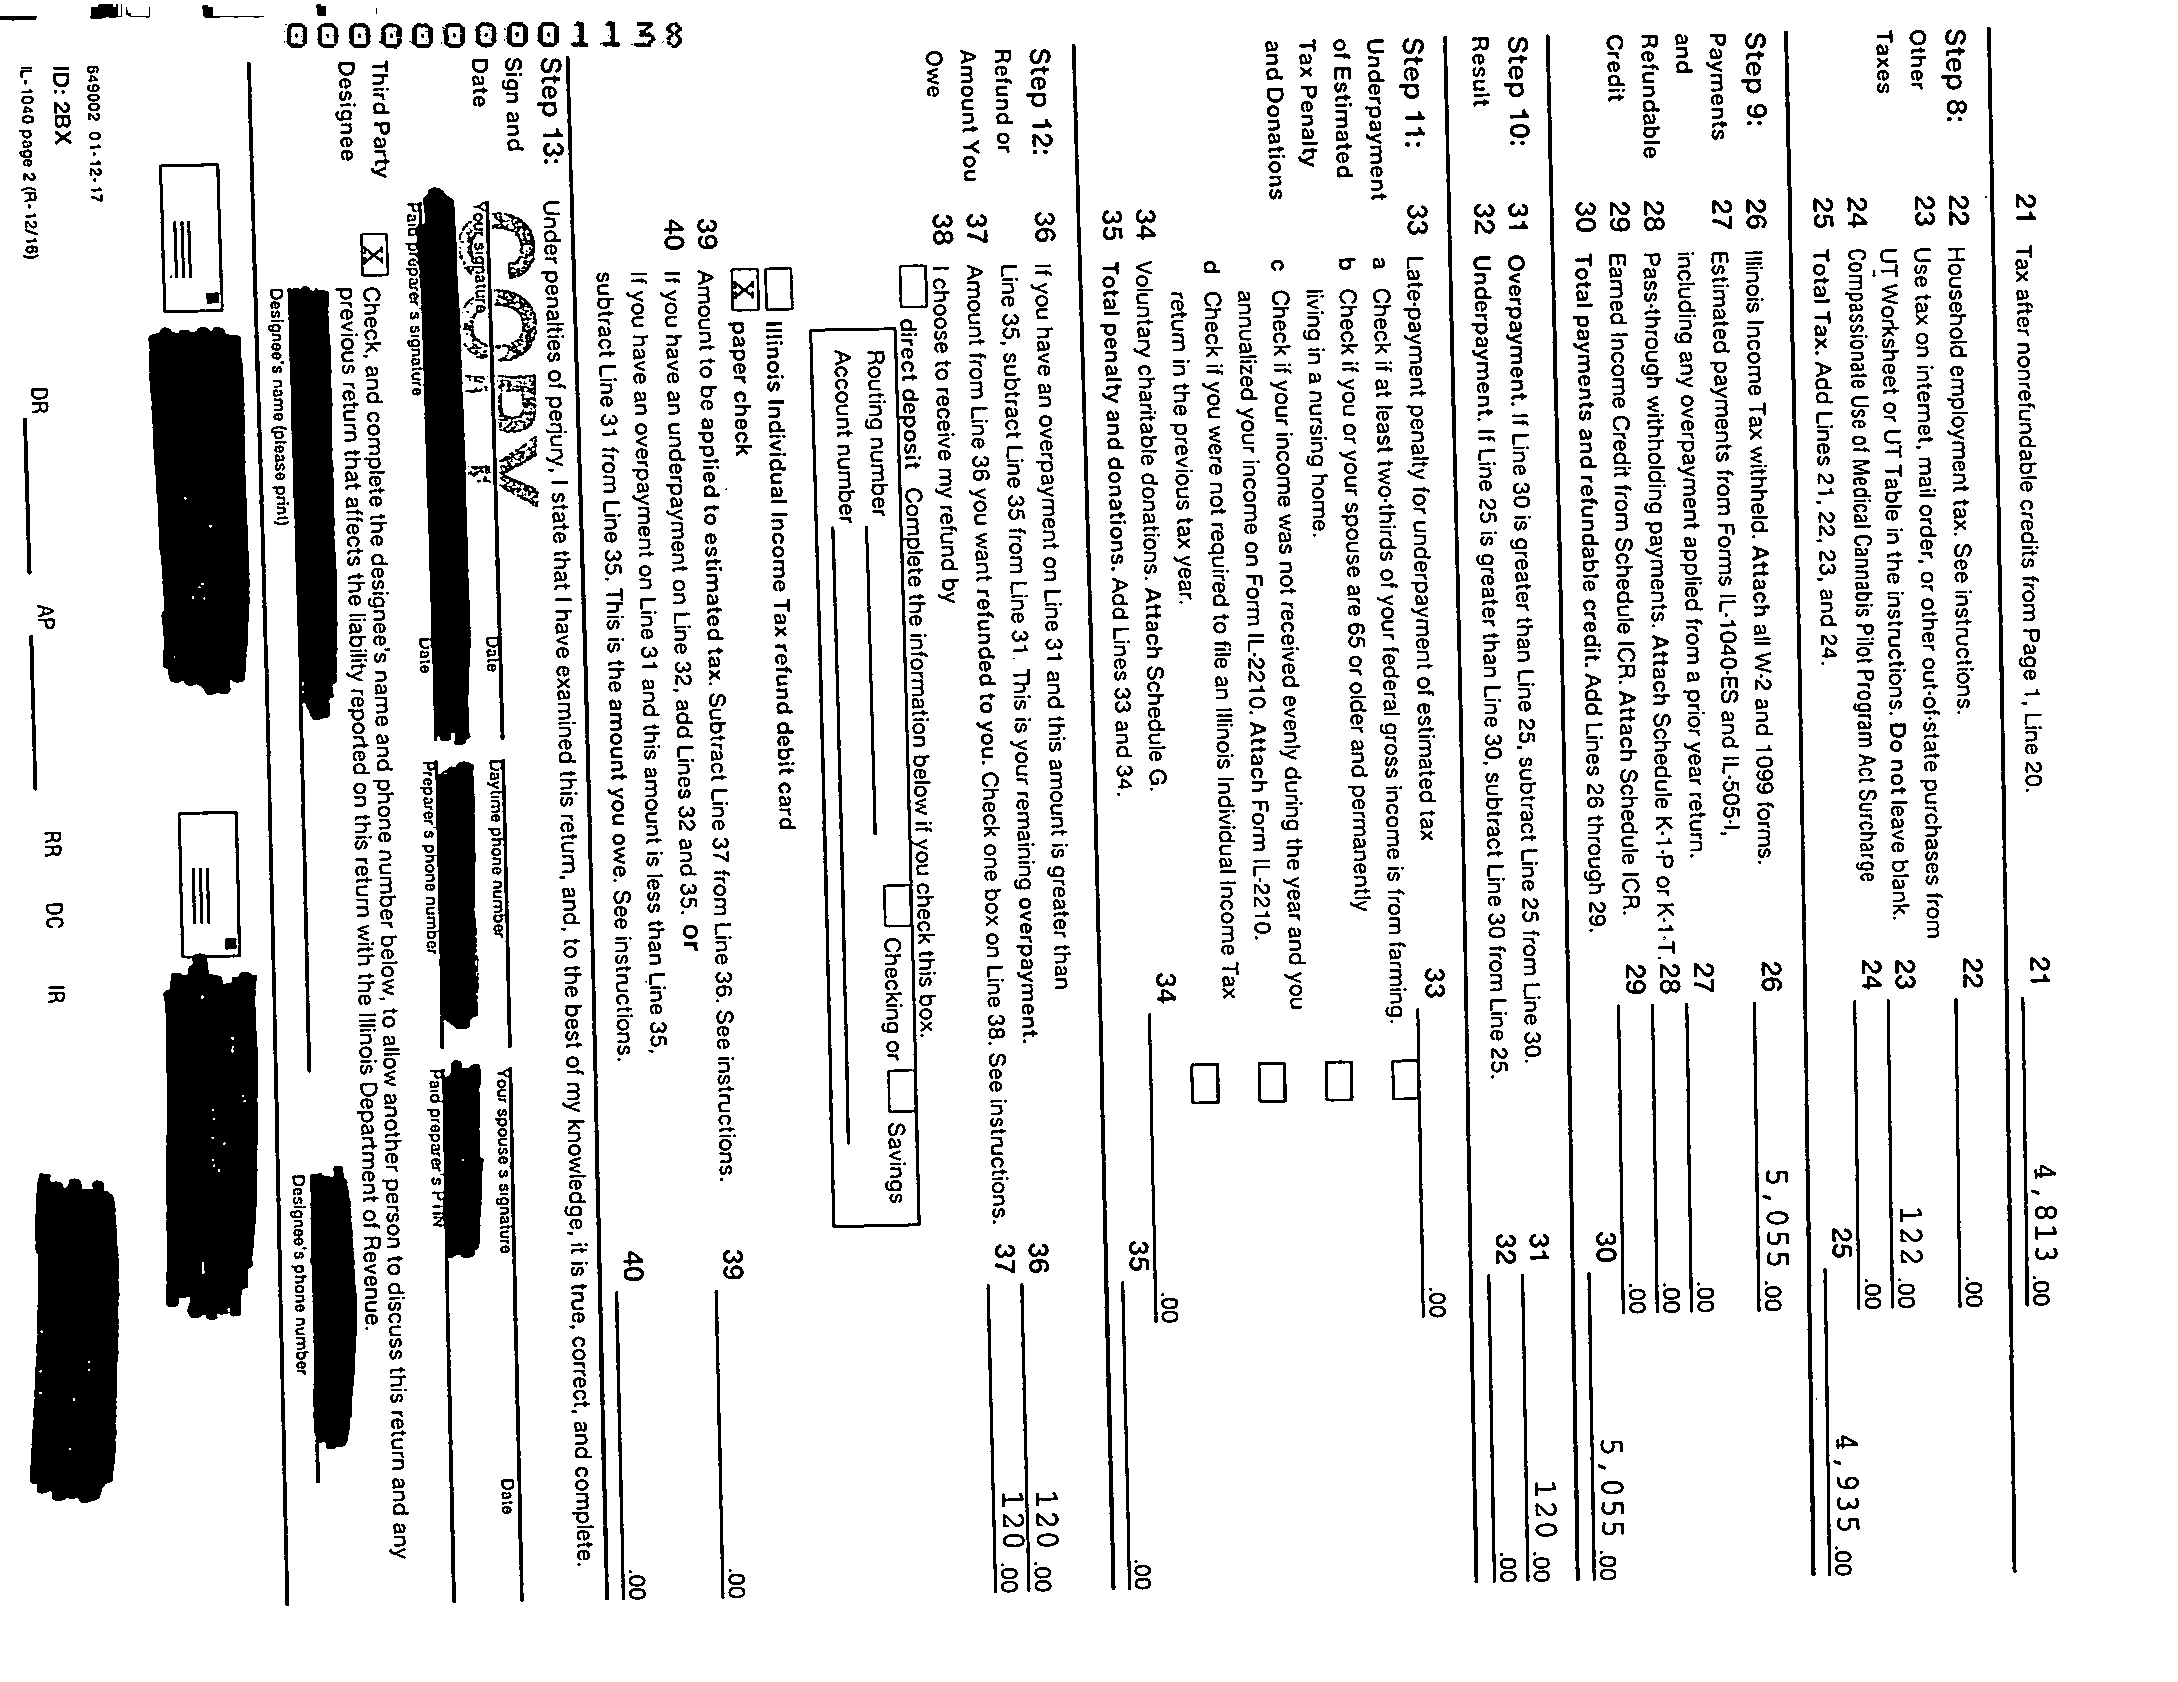 21 Tax after nonrefundable credits from Page 1, Line 20. 21 4,813 .00
Step 8: Other Taxes
22 Household employment tax. See instructions. 22 .00
23 Use tax on internet, mail order, or other out-of-state purchases from
UT Worksheet or UT Table in the instructions. Do not leave blank. 23 122 .00
24 Compassionate Use of Medical Cannabis Pilot Program Act Surcharge 24 .00
25 Total Tax. Add Lines 21, 22, 23, and 24. 25 4,935 .00
Step 9: Payments and Refundable Credit
26 Illinois Income Tax withheld. Attach all W-2 and 1099 forms. 26 5,055 .00
27 Estimated payments from Forms IL-1040-ES and IL-505-I,
including any overpayment applied from a prior year return. 27 .00
28 Pass-through withholding payments. Attach Schedule K-1-P or K-1-T. 28 .00
29 Earned Income Credit from Schedule ICR. Attach Schedule ICR. 29 .00
30 Total payments and refundable credit. Add Lines 26 through 29. 30 5,055 .00
Step 10: Result
31 Overpayment. If Line 30 is greater than Line 25, subtract Line 25 from Line 30. 31 120 .00
32 Underpayment. If Line 25 is greater than Line 30, subtract Line 30 from Line 25. 32 .00
Step 11: Underpayment of Estimated Tax Penalty and Donations
33 Late-payment penalty for underpayment of estimated tax 33 .00
a Check if at least two-thirds of your federal gross income is from farming.
b Check if you or your spouse are 65 or older and permanently
living in a nursing home.
c Check if your income was not received evenly during the year and you
annualized your income on Form IL-2210. Attach Form IL-2210.
d Check if you were not required to file an Illinois Individual Income Tax
return in the previous tax year.
34 Voluntary charitable donations. Attach Schedule G. 34 .00
35 Total penalty and donations. Add Lines 33 and 34. 35 .00
Step 12: Refund or Amount You Owe
36 If you have an overpayment on Line 31 and this amount is greater than
Line 35, subtract Line 35 from Line 31. This is your remaining overpayment. 36 120 .00
37 Amount from Line 36 you want refunded to you. Check one box on Line 38. See instructions. 37 120 .00
38 I choose to receive my refund by
direct deposit Complete the information below if you check this box.
Routing number Checking or Savings
Account number
Illinois Individual Income Tax refund debit card
X paper check
39 Amount to be applied to estimated tax. Subtract Line 37 from Line 36. See instructions. 39 .00
40 If you have an underpayment on Line 32, add Lines 32 and 35. or
If you have an overpayment on Line 31 and this amount is less than Line 35,
subtract Line 31 from Line 35. This is the amount you owe. See instructions. 40 .00
Step 13: Sign and Date
Under penalties of perjury, I state that I have examined this return, and, to the best of my knowledge, it is true, correct, and complete.
COPY
Your signature Date Daytime phone number Your spouse's signature Date
Paid preparer's signature Date Preparer's phone number Paid preparer's PTIN
Third Party Designee
X Check, and complete the designee's name and phone number below, to allow another person to discuss this return and any
previous return that affects the liability reported on this return with the Illinois Department of Revenue.
Designee's name (please print) Designee's phone number
000000001138
649002 01-12-17
ID: 2BX
IL-1040 page 2 (R-12/16)
DR AP RR DC IR